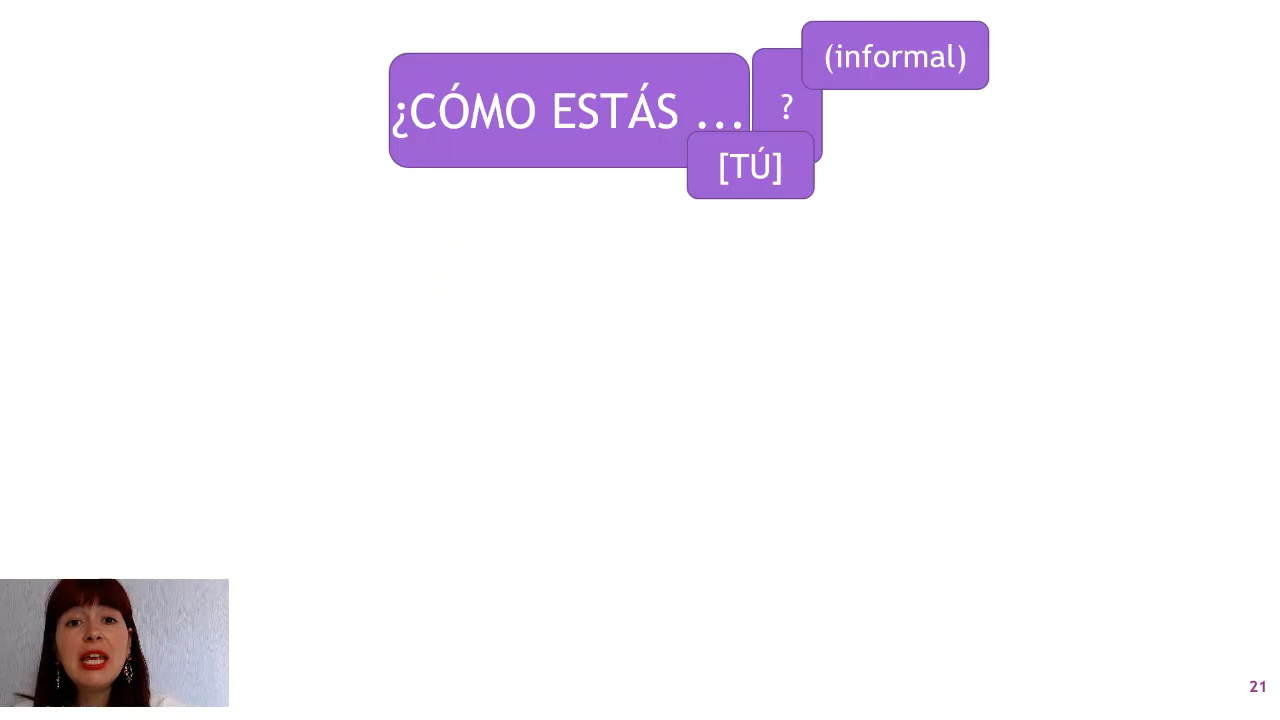 (informal)
¿CÓMO ESTÁS ... ?
[TÚ]
21